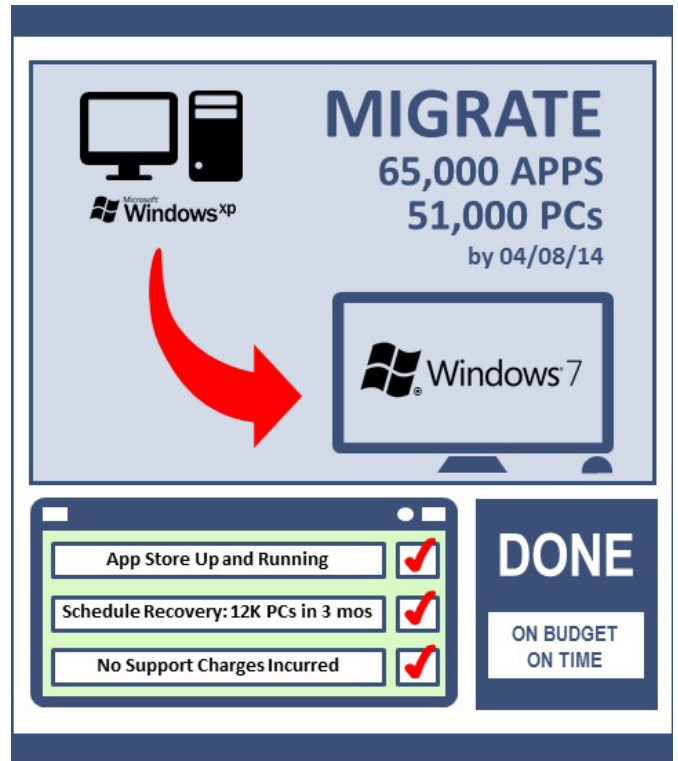 MIGRATE
65,000 APPS
51,000 PCs
by 04/08/14
Microsoft
Windows xp
Windows 7
App Store Up and Running
Schedule Recovery: 12K PCs in 3 mos
No Support Charges Incurred
DONE
ON BUDGET
ON TIME